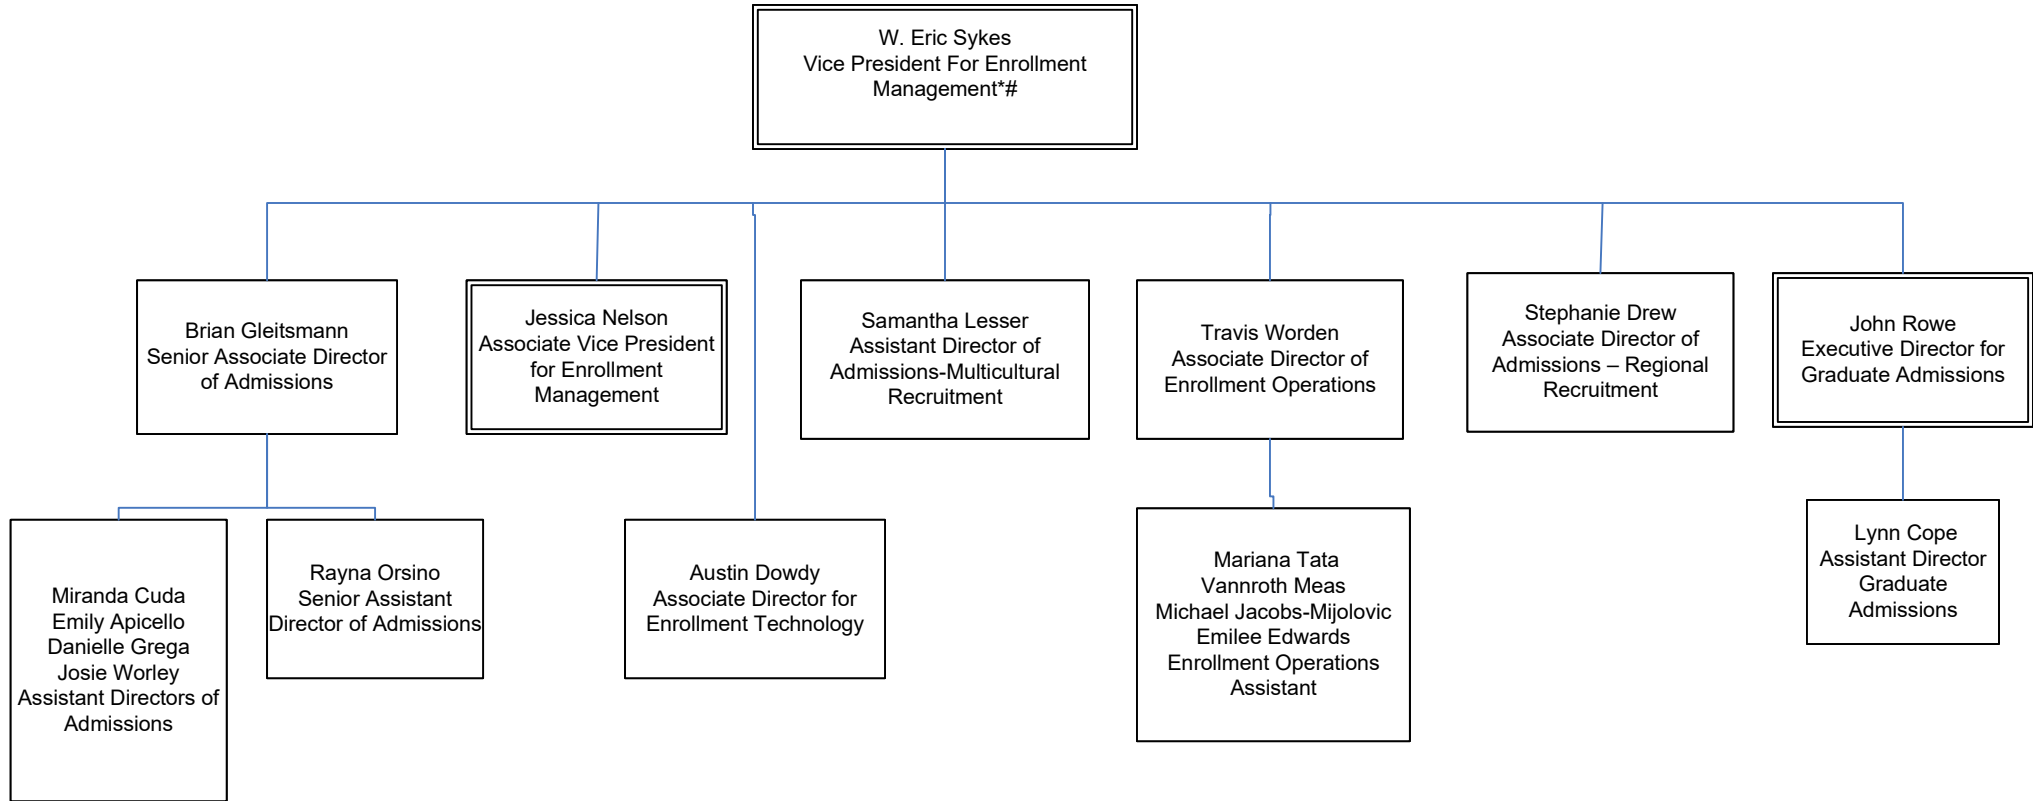 W. Eric Sykes
Vice President For Enrollment
Management*#
Brian Gleitsmann
Senior Associate Director
of Admissions
Jessica Nelson
Associate Vice President
for Enrollment
Management
Samantha Lesser
Assistant Director of
Admissions-Multicultural
Recruitment
Travis Worden
Associate Director of
Enrollment Operations
Stephanie Drew
Associate Director of
Admissions – Regional
Recruitment
John Rowe
Executive Director for
Graduate Admissions
Miranda Cuda
Emily Apicello
Danielle Grega
Josie Worley
Assistant Directors of
Admissions
Rayna Orsino
Senior Assistant
Director of Admissions
Austin Dowdy
Associate Director for
Enrollment Technology
Mariana Tata
Vannroth Meas
Michael Jacobs-Mijolovic
Emilee Edwards
Enrollment Operations
Assistant
Lynn Cope
Assistant Director
Graduate
Admissions